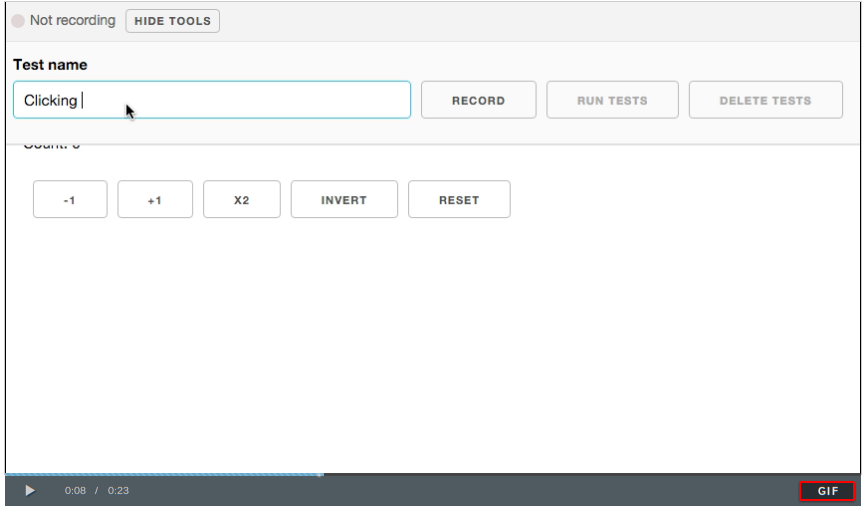 Not recording HIDE TOOLS
Test name
Clicking
RECORD RUN TESTS DELETE TESTS
-1 +1 X2 INVERT RESET
0:08 / 0:23 GIF